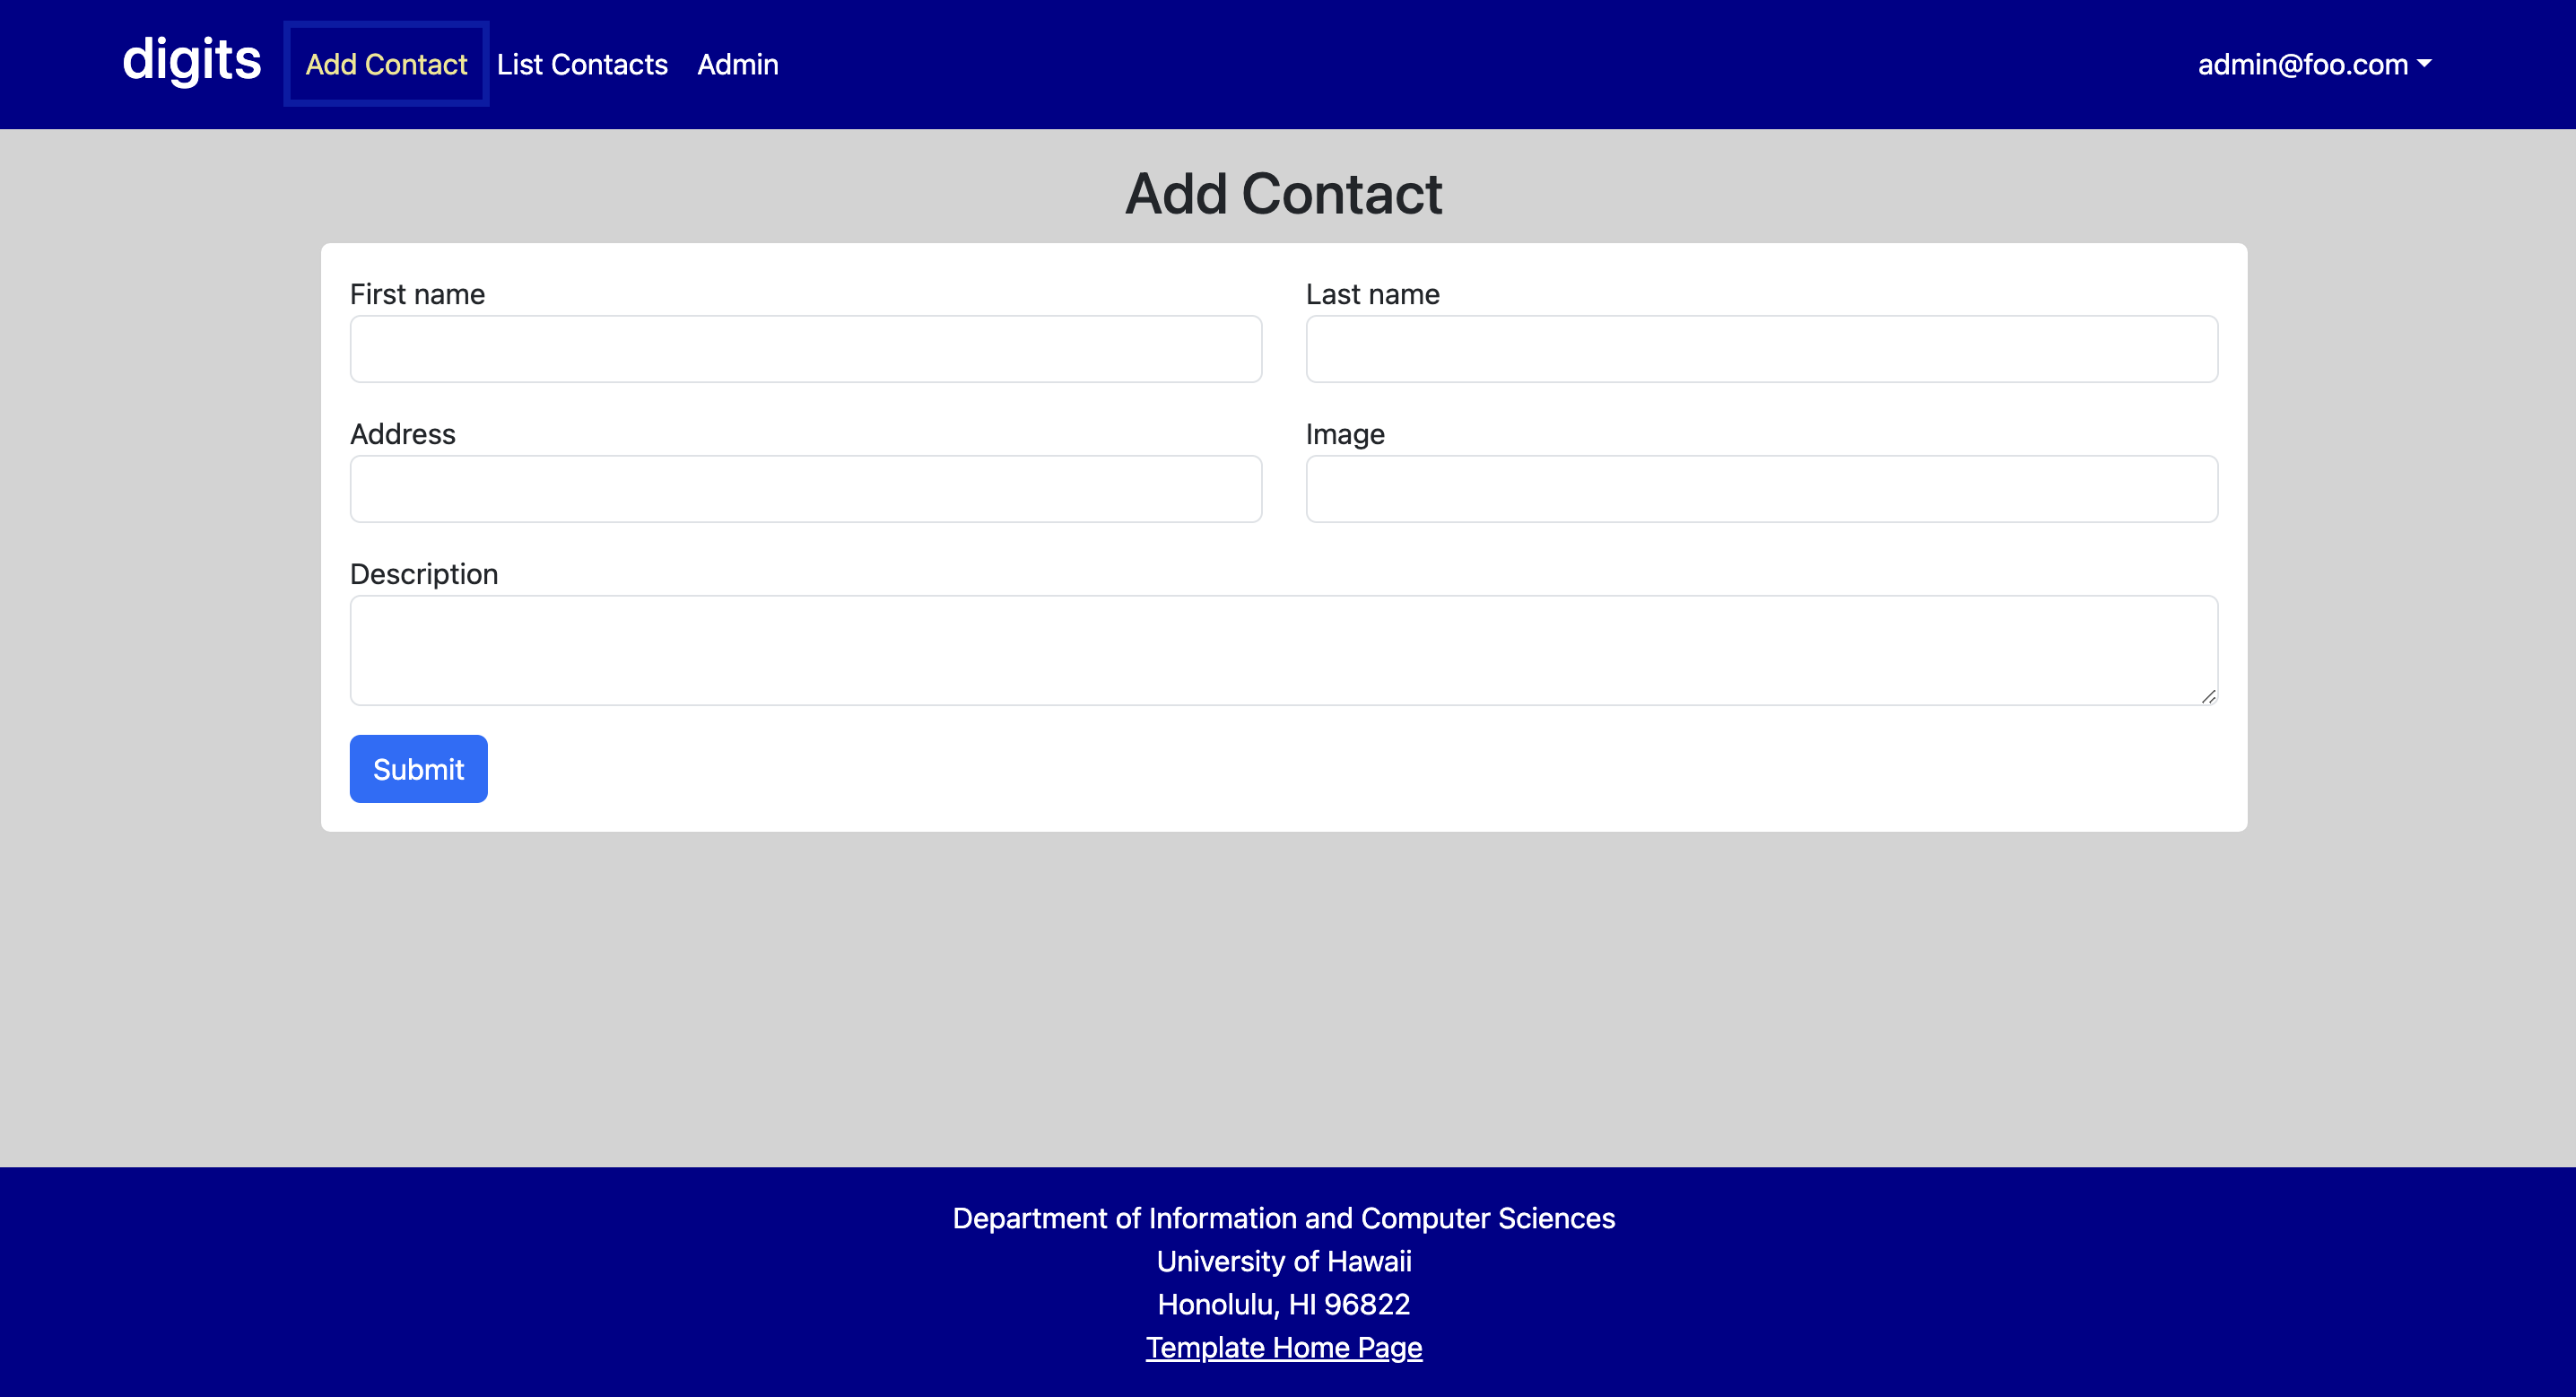 digits Add Contact List Contacts Admin admin@foo.com
Add Contact
First name Last name
Address Image
Description
Submit
Department of Information and Computer Sciences
University of Hawaii
Honolulu, HI 96822
Template Home Page